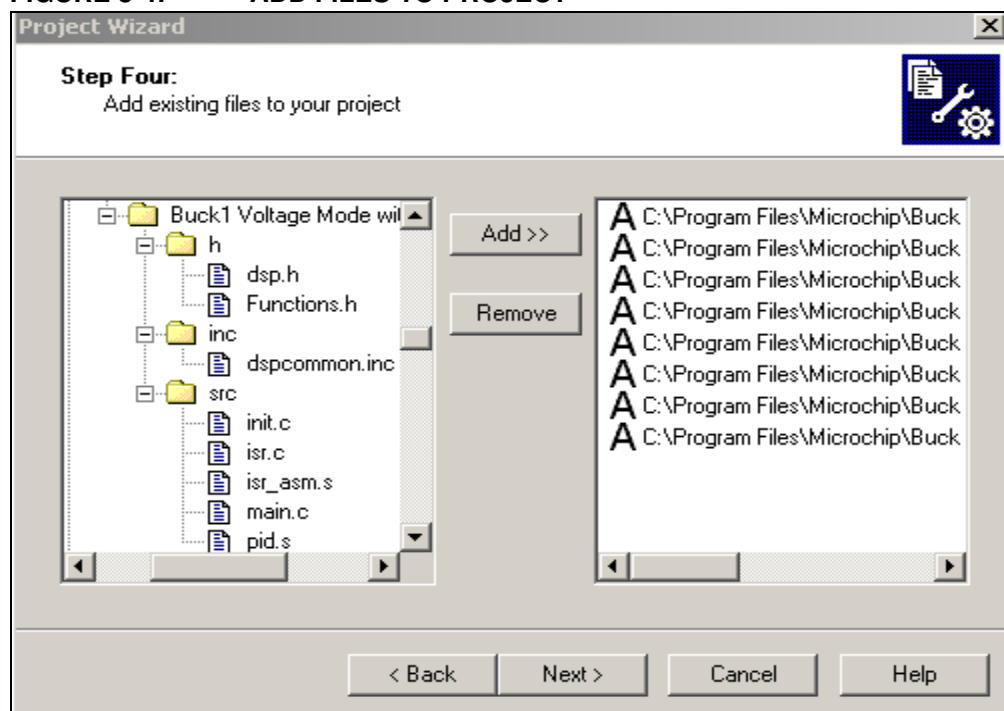 Project Wizard
Step Four:
Add existing files to your project
Buck1 Voltage Mode wit
h
dsp.h
Functions.h
inc
dspcommon.inc
src
init.c
isr.c
isr_asm.s
main.c
pid.s
Add >>
Remove
A C:\Program Files\Microchip\Buck
A C:\Program Files\Microchip\Buck
A C:\Program Files\Microchip\Buck
A C:\Program Files\Microchip\Buck
A C:\Program Files\Microchip\Buck
A C:\Program Files\Microchip\Buck
A C:\Program Files\Microchip\Buck
A C:\Program Files\Microchip\Buck
< Back
Next >
Cancel
Help